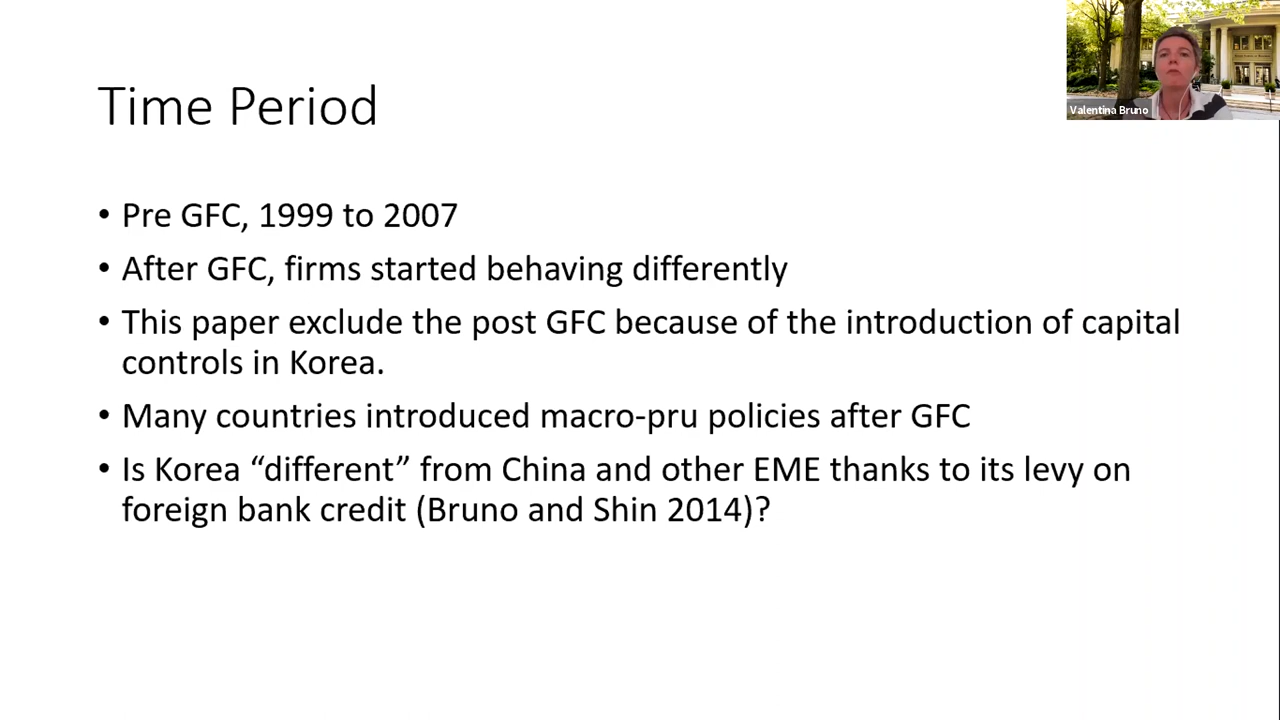 Time Period
Valentina Bruno
• Pre GFC, 1999 to 2007
• After GFC, firms started behaving differently
• This paper exclude the post GFC because of the introduction of capital
controls in Korea.
• Many countries introduced macro-pru policies after GFC
• Is Korea “different” from China and other EME thanks to its levy on
foreign bank credit (Bruno and Shin 2014)?